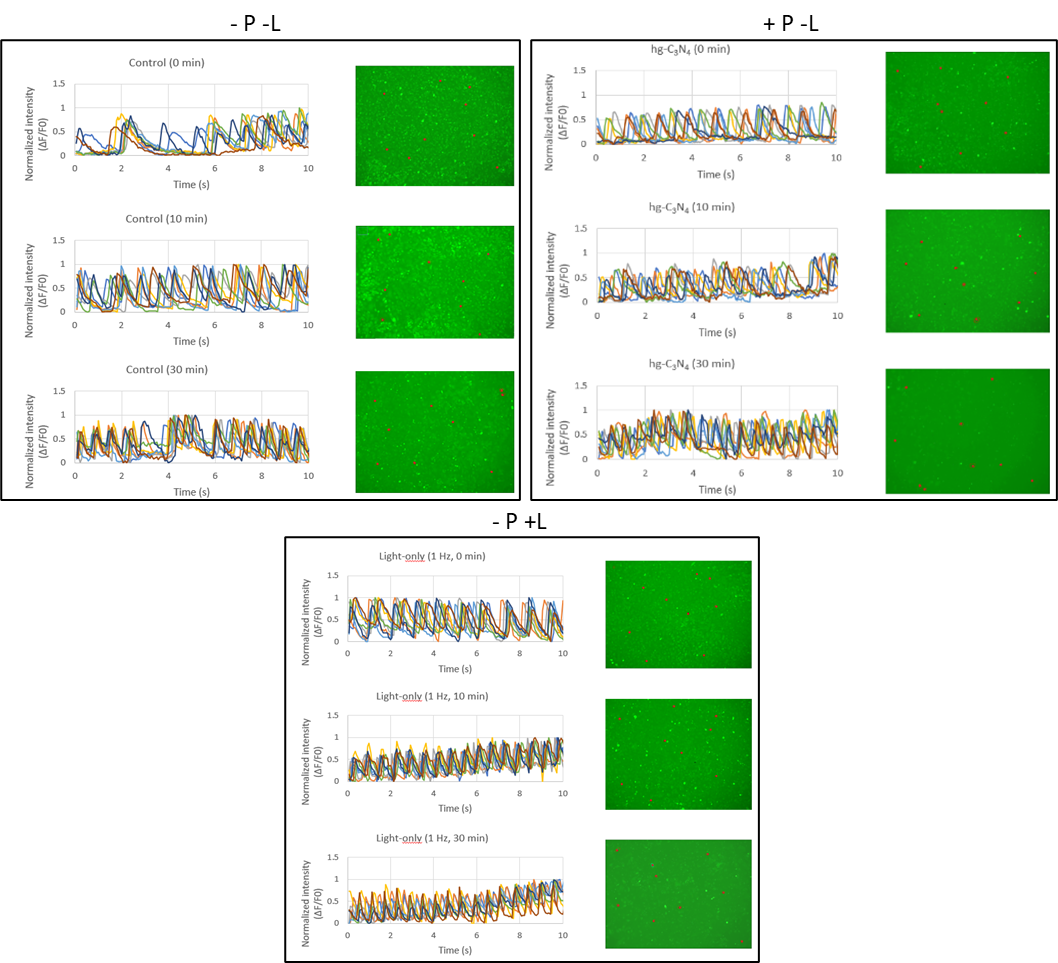 - P -L
+ P -L
Control (0 min)
Normalized intensity
(ΔF/F0)
1.5
1
0.5
0
0 2 4 6 8 10
Time (s)
Control (10 min)
Normalized intensity
(ΔF/F0)
1.5
1
0.5
0
0 2 4 6 8 10
Time (s)
Control (30 min)
Normalized intensity
(ΔF/F0)
1.5
1
0.5
0
0 2 4 6 8 10
Time (s)
hg-C₃N₄ (0 min)
Normalized intensity
(ΔF/F0)
1.5
1
0.5
0
0 2 4 6 8 10
Time (s)
hg-C₃N₄ (10 min)
Normalized intensity
(ΔF/F0)
1.5
1
0.5
0
0 2 4 6 8 10
Time (s)
hg-C₃N₄ (30 min)
Normalized intensity
(ΔF/F0)
1.5
1
0.5
0
0 2 4 6 8 10
Time (s)
- P +L
Light-only (1 Hz, 0 min)
Normalized intensity
(ΔF/F0)
1.5
1
0.5
0
0 2 4 6 8 10
Time (s)
Light-only (1 Hz, 10 min)
Normalized intensity
(ΔF/F0)
1.5
1
0.5
0
0 2 4 6 8 10
Time (s)
Light-only (1 Hz, 30 min)
Normalized intensity
(ΔF/F0)
1.5
1
0.5
0
0 2 4 6 8 10
Time (s)